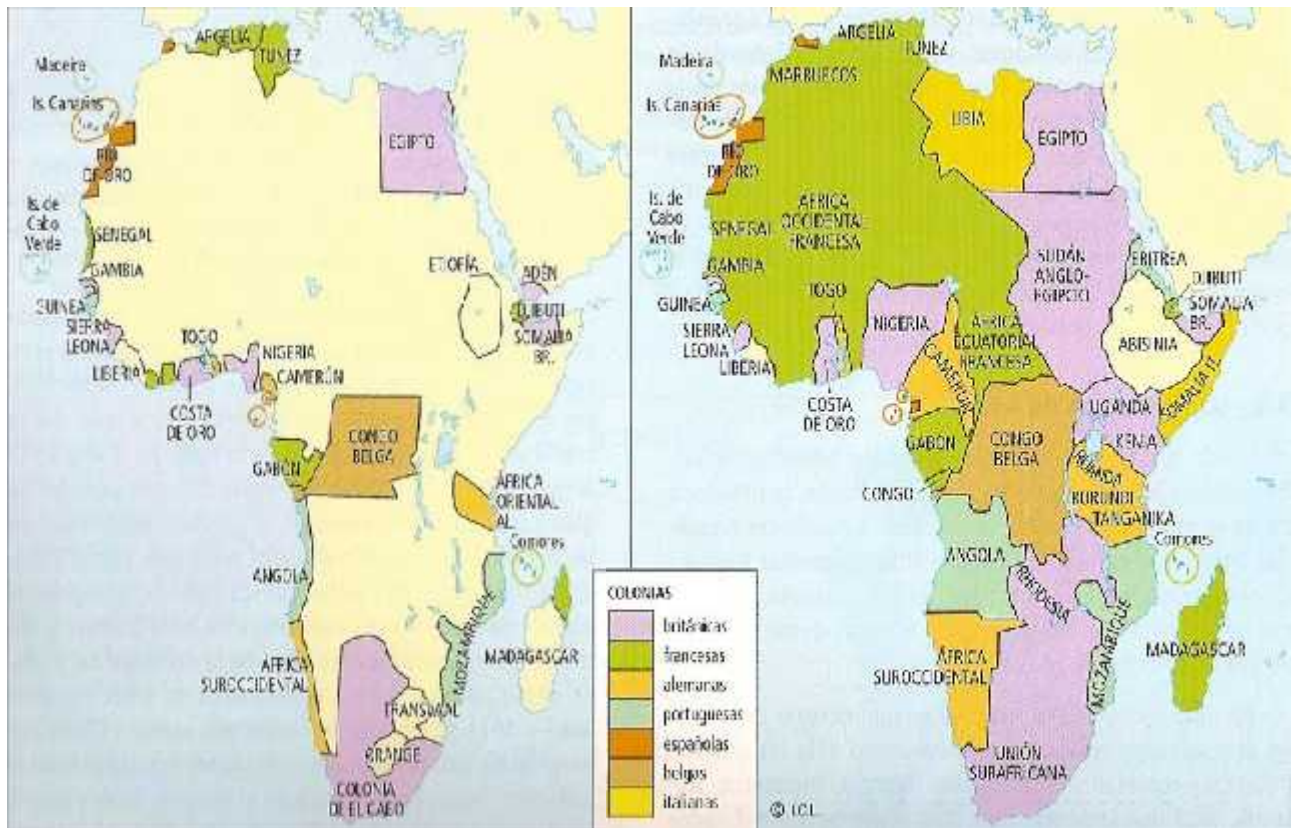 ARGELIA
TUNEZ
Madeira
Is. Canarias
RÍO
DE ORO
EGIPTO
Is. de
Cabo
Verde
SENEGAL
GAMBIA
GUINEA
SIERRA
LEONA
LIBERIA
TOGO
NIGERIA
CAMERÚN
COSTA
DE ORO
ETIOFÍA
ADÉN
DJIBUTI
SOMALIA
BR.
GABÓN
CONGO
BELGA
ÁFRICA
ORIENTAL
AL.
Comores
ANGOLA
MOZAMBIQUE
MADAGASCAR
ÁFRICA
SUROCCIDENTAL
TRANSVAAL
ORANGE
COLONIA
DE EL CABO
COLONIAS
británicas
francesas
alemanas
portuguesas
españolas
belgas
italianas
ARGELIA
TUNEZ
Madeira
MARRUECOS
Is. Canarias
RÍO
DE ORO
LIBIA
EGIPTO
Is. de
Cabo
Verde
ÁFRICA
OCCIDENTAL
FRANCESA
SENEGAL
GAMBIA
GUINEA
SIERRA
LEONA
LIBERIA
TOGO
COSTA
DE ORO
NIGERIA
CAMERÚN
ÁFRICA
ECUATORIAL
FRANCESA
SUDÁN
ANGLO-
EGIPCIO
ERITREA
DJIBUTI
SOMALIA
BR.
ABISINIA
SOMALIA IT.
UGANDA
KENIA
GABÓN
CONGO
CONGO
BELGA
RUANDA
BURUNDI
TANGANIKA
Comores
ANGOLA
RHODESIA
MOZAMBIQUE
MADAGASCAR
ÁFRICA
SUROCCIDENTAL
UNIÓN
SURAFRICANA